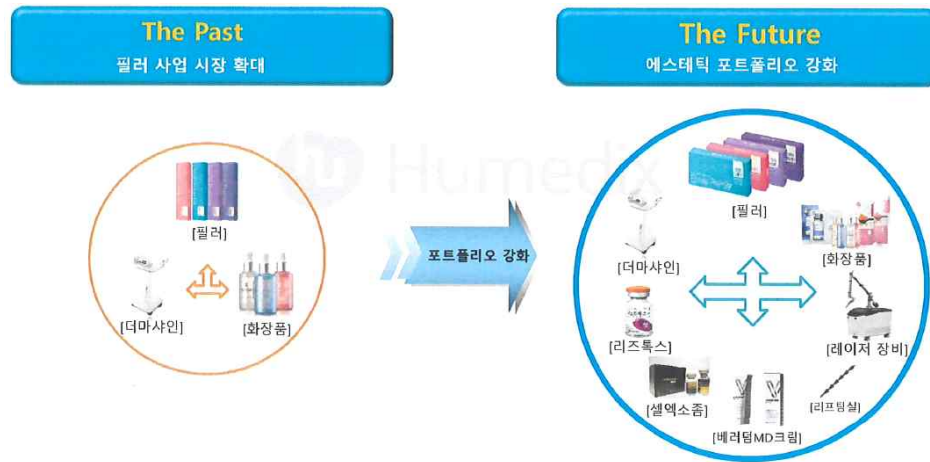 The Past
필러 사업 시장 확대
The Future
에스테틱 포트폴리오 강화
Humedix
[필러]
[더마샤인]
[화장품]
포트폴리오 강화
[필러]
[더마샤인]
[화장품]
[리즈톡스]
[레이저 장비]
[셀엑소좀]
[리프팅실]
[베러덤MD크림]